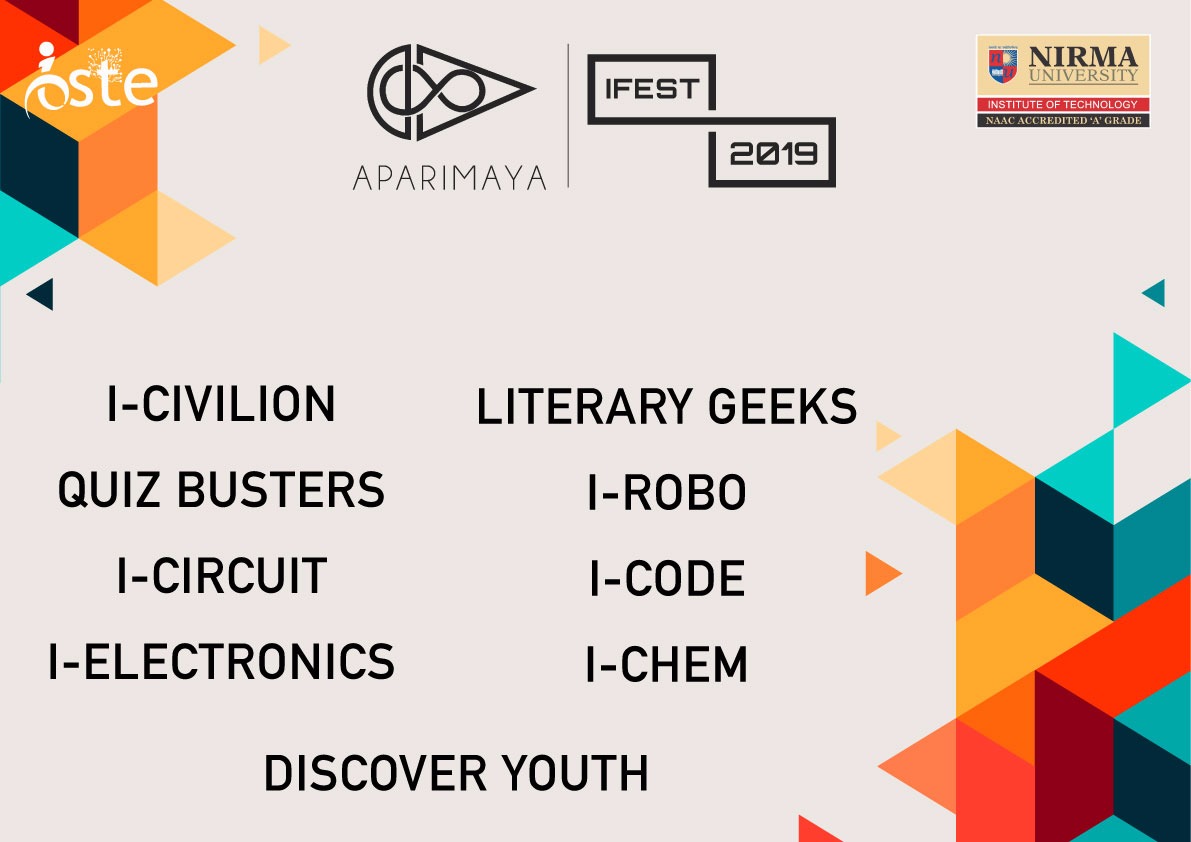 iste
APARIMAYA
IFEST
2019
NIRMA
UNIVERSITY
INSTITUTE OF TECHNOLOGY
NAAC ACCREDITED 'A' GRADE
I-CIVILION
QUIZ BUSTERS
I-CIRCUIT
I-ELECTRONICS
LITERARY GEEKS
I-ROBO
I-CODE
I-CHEM
DISCOVER YOUTH